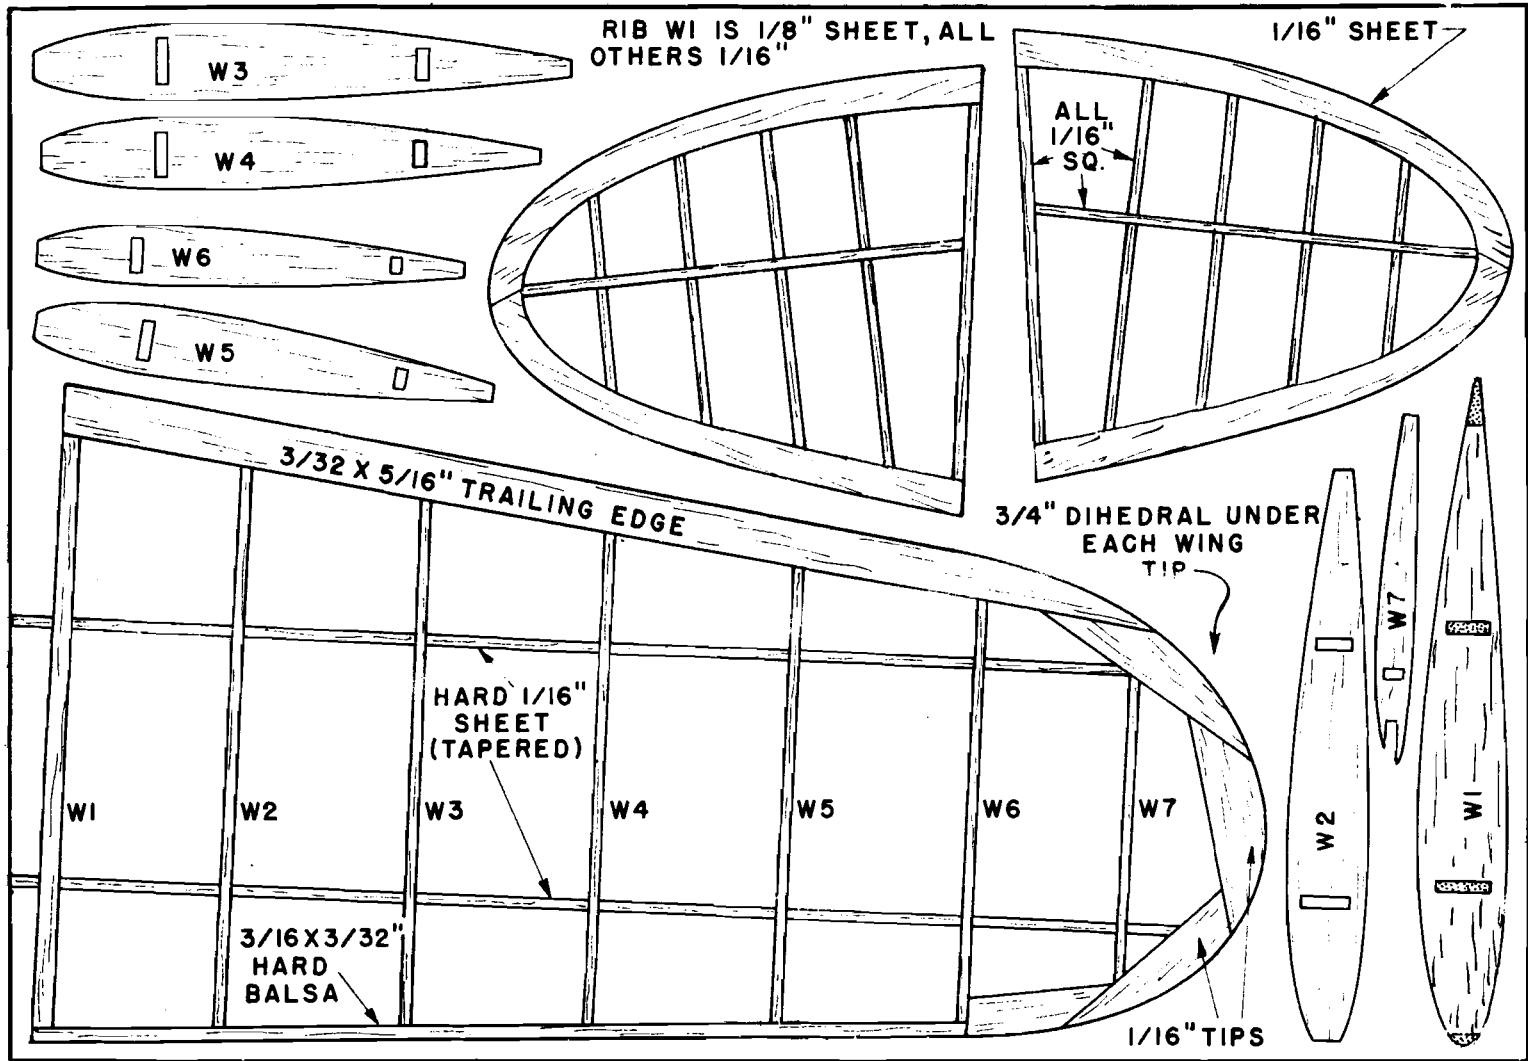 RIB W1 IS 1/8" SHEET, ALL
OTHERS 1/16"
1/16" SHEET
W3
W4
W6
W5
ALL
1/16"
SQ.
3/32 X 5/16" TRAILING EDGE
3/4" DIHEDRAL UNDER
EACH WING
TIP
HARD 1/16"
SHEET
(TAPERED)
W1
W2
W3
W4
W5
W6
W7
W2
W7
W1
3/16X3/32"
HARD
BALSA
1/16" TIPS